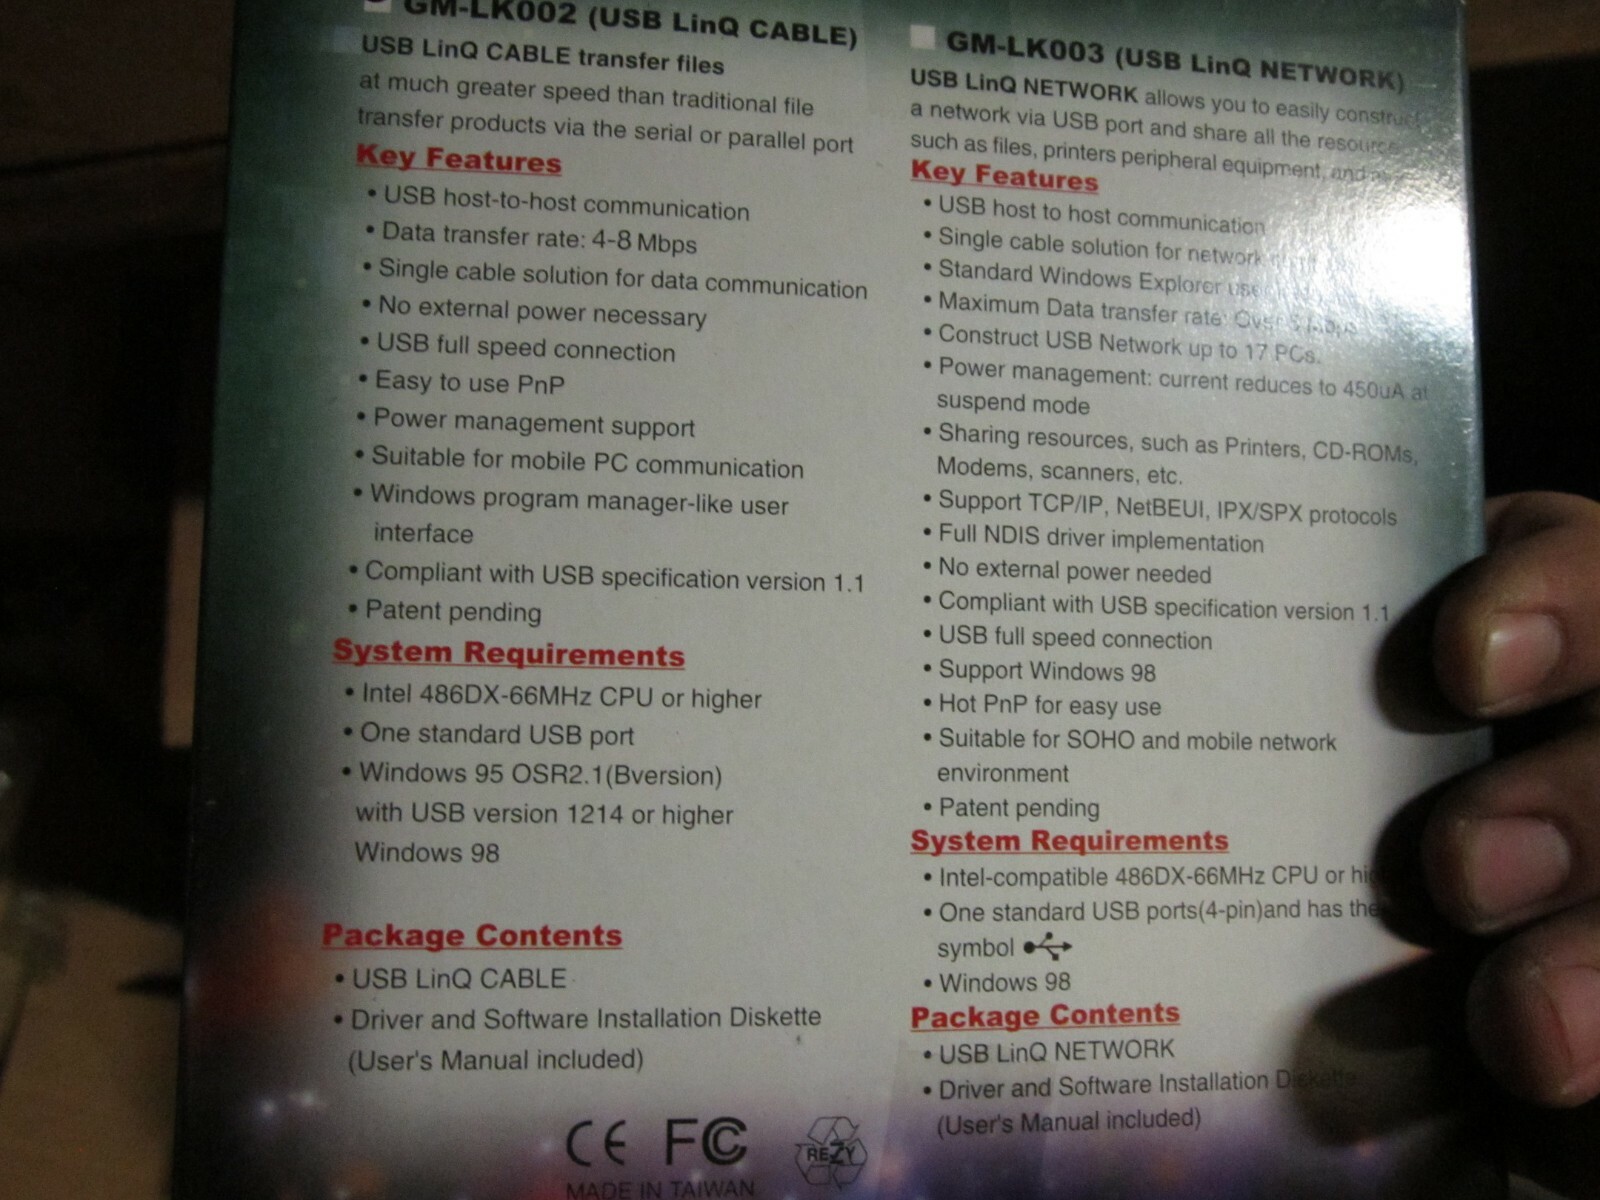 GM-LK002 (USB LinQ CABLE)
USB LinQ CABLE transfer files
at much greater speed than traditional file
transfer products via the serial or parallel port
Key Features
• USB host-to-host communication
• Data transfer rate: 4-8 Mbps
• Single cable solution for data communication
• No external power necessary
• USB full speed connection
• Easy to use PnP
• Power management support
• Suitable for mobile PC communication
• Windows program manager-like user
interface
• Compliant with USB specification version 1.1
• Patent pending
System Requirements
• Intel 486DX-66MHz CPU or higher
• One standard USB port
• Windows 95 OSR2.1(Bversion)
with USB version 1214 or higher
Windows 98
Package Contents
• USB LinQ CABLE
• Driver and Software Installation Diskette
(User's Manual included)
GM-LK003 (USB LinQ NETWORK)
USB LinQ NETWORK allows you to easily construct
a network via USB port and share all the
such as files, printers peripheral equipment, and
Key Features
• USB host to host communication
• Single cable solution for network
• Standard Windows Explorer
• Maximum Data transfer rate: Over
• Construct USB Network up to 17 PCs.
• Power management: current reduces to 450uA at
suspend mode
• Sharing resources, such as Printers, CD-ROMs,
Modems, scanners, etc.
• Support TCP/IP, NetBEUI, IPX/SPX protocols
• Full NDIS driver implementation
• No external power needed
• Compliant with USB specification version 1.1
• USB full speed connection
• Support Windows 98
• Hot PnP for easy use
• Suitable for SOHO and mobile network
environment
• Patent pending
System Requirements
• Intel-compatible 486DX-66MHz CPU or
• One standard USB ports(4-pin)and has the
symbol
• Windows 98
Package Contents
• USB LinQ NETWORK
• Driver and Software Installation Diskette
(User's Manual included)
CE FCC
REZY
MADE IN TAIWAN